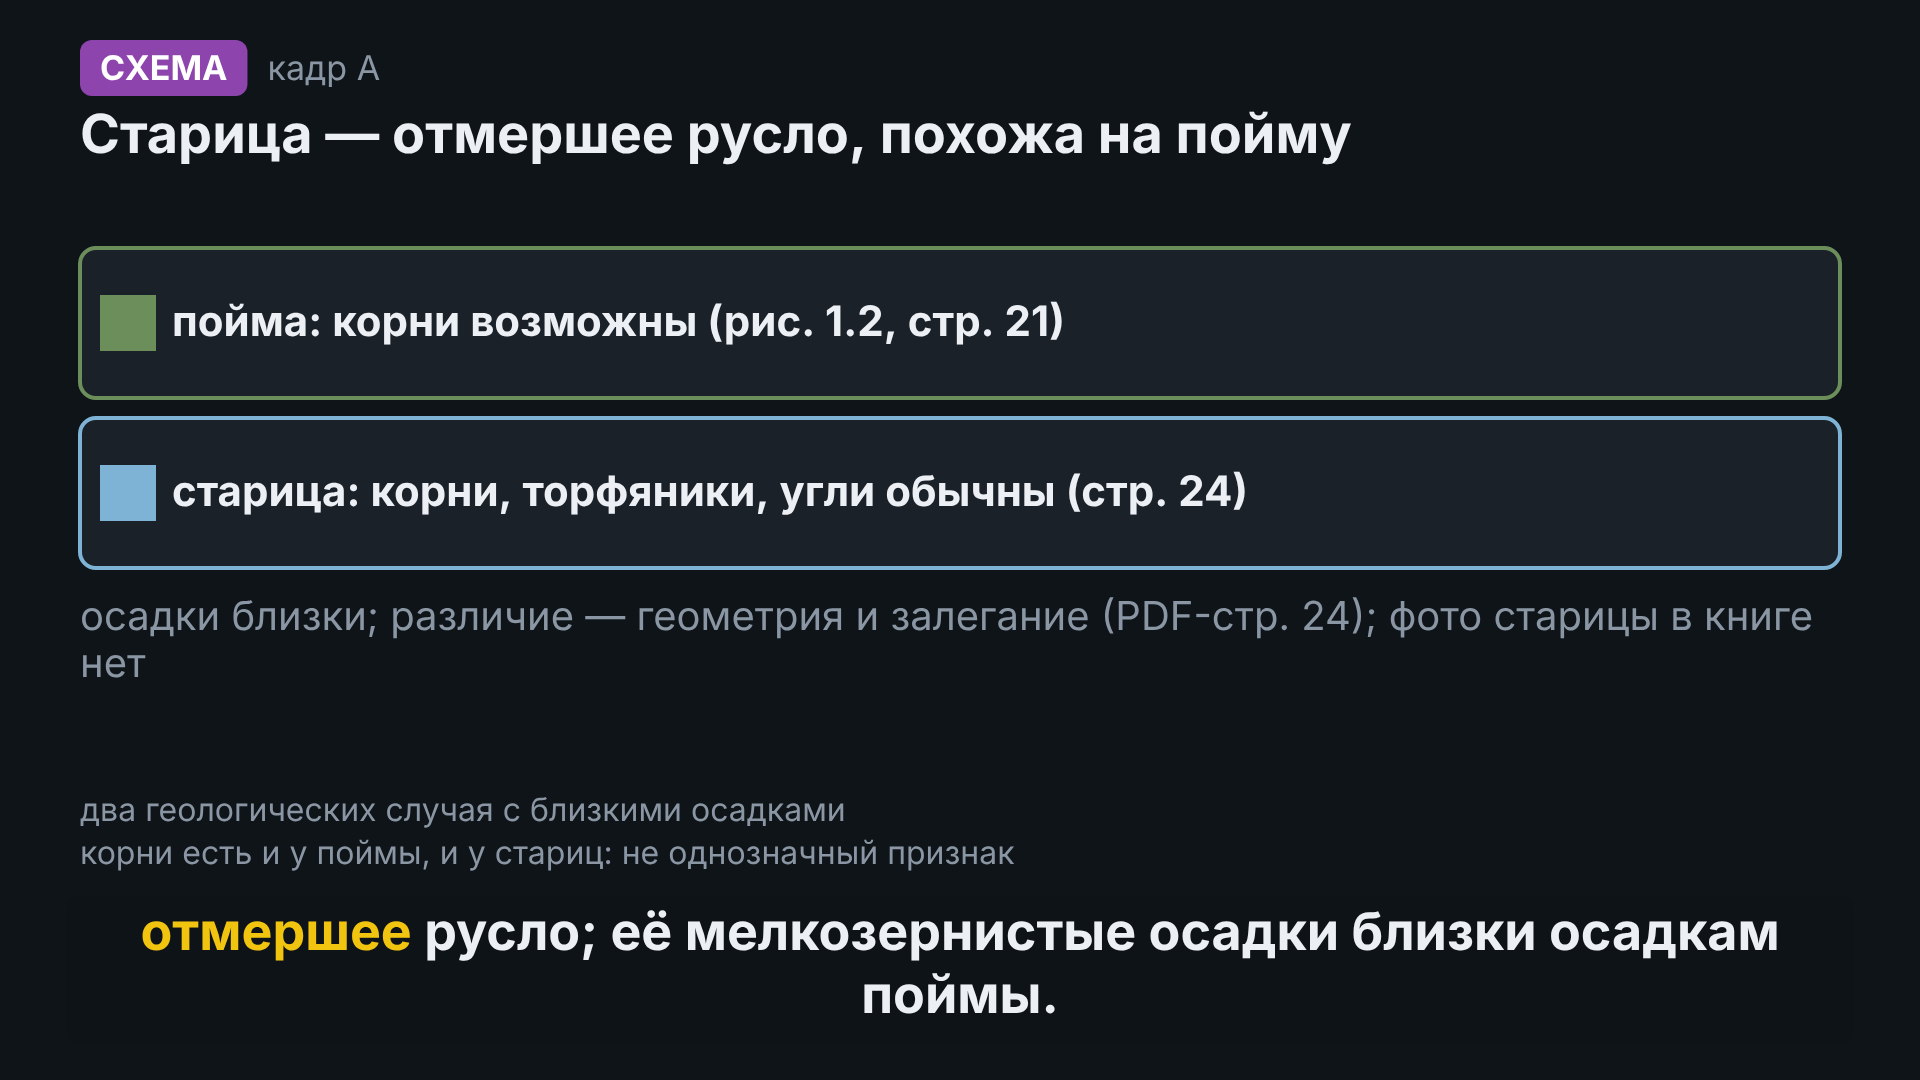 СХЕМА кадр А
Старица — отмершее русло, похожа на пойму
пойма: корни возможны (рис. 1.2, стр. 21)
старица: корни, торфяники, угли обычны (стр. 24)
осадки близки; различие — геометрия и залегание (PDF-стр. 24); фото старицы в книге
нет
два геологических случая с близкими осадками
корни есть и у поймы, и у стариц: не однозначный признак
отмершее русло; её мелкозернистые осадки близки осадкам
поймы.